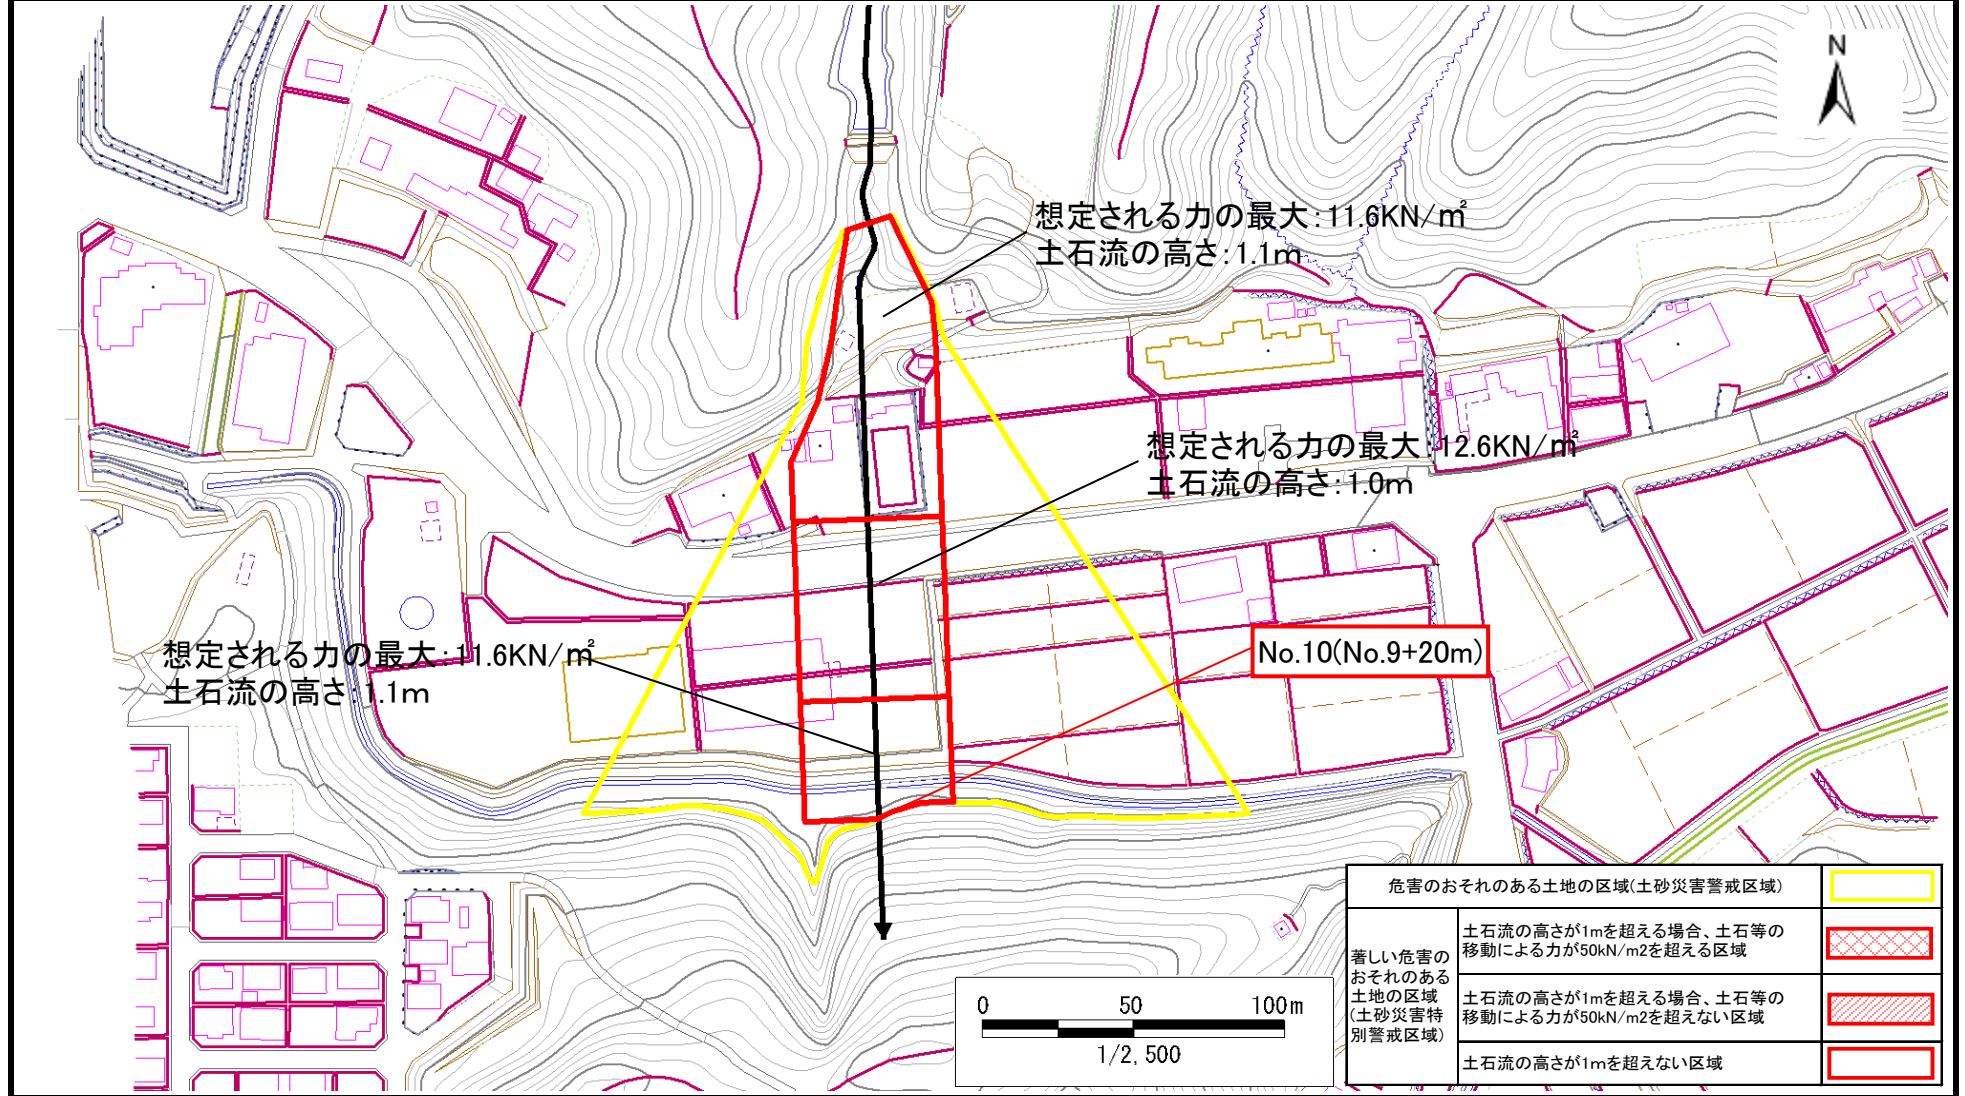 N
想定される力の最大:11.6KN/㎡
土石流の高さ:1.1m
想定される力の最大:12.6KN/㎡
土石流の高さ:1.0m
No.10(No.9+20m)
想定される力の最大:11.6KN/㎡
土石流の高さ:1.1m
0 50 100m
1/2,500
危害のおそれのある土地の区域(土砂災害警戒区域)
著しい危害の
おそれのある
土地の区域
(土砂災害特
別警戒区域)
土石流の高さが1mを超える場合、土石等の
移動による力が50kN/m2を超える区域
土石流の高さが1mを超える場合、土石等の
移動による力が50kN/m2を超えない区域
土石流の高さが1mを超えない区域